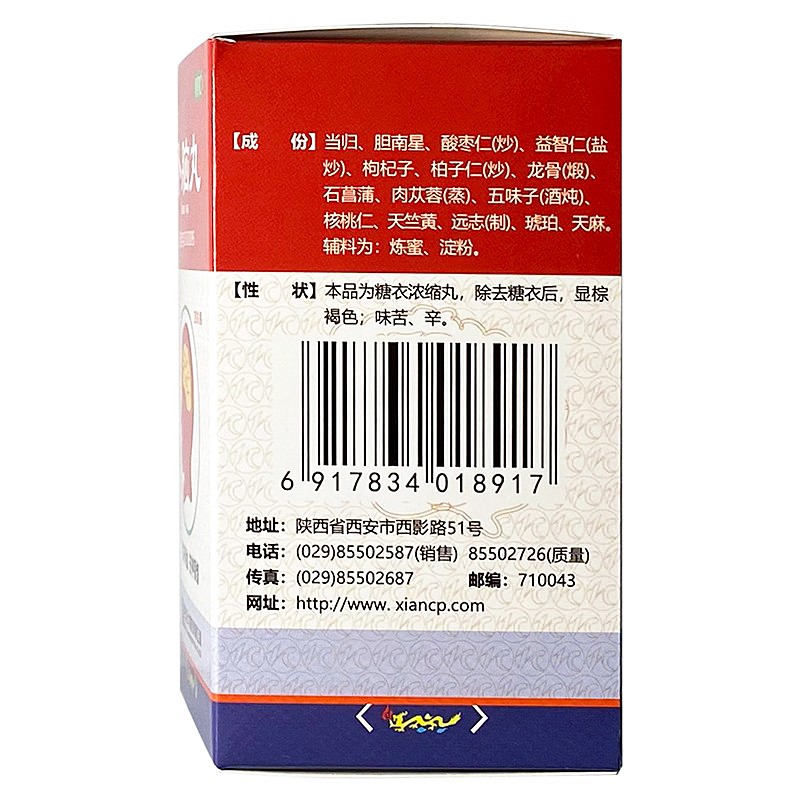 【成 份】当归、胆南星、酸枣仁(炒)、益智仁(盐
炒)、枸杞子、柏子仁(炒)、龙骨(煅)、
石菖蒲、肉苁蓉(蒸)、五味子(酒炖)、
核桃仁、天竺黄、远志(制)、琥珀、天麻。
辅料为：炼蜜、淀粉。
【性 状】本品为糖衣浓缩丸，除去糖衣后，显棕
褐色；味苦、辛。
6 917834 018917
地址：陕西省西安市西影路51号
电话：(029)85502587(销售) 85502726(质量)
传真：(029)85502687 邮编：710043
网址：http://www.xiancp.com
脑丸